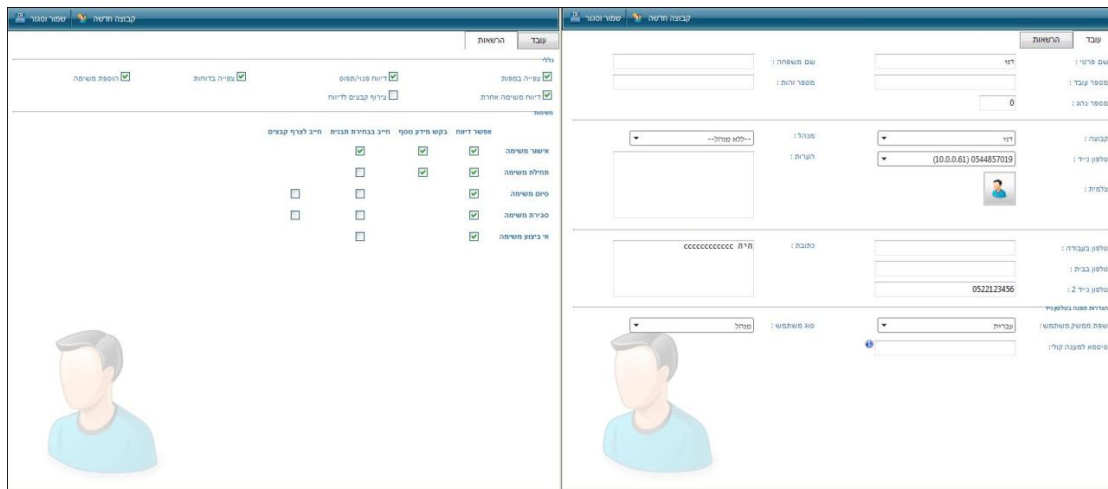 קבוצה חדשה שמור וסגור
עובד הרשאות
שם פרטי : דני שם משפחה :
מספר עובד : מספר זהות :
מספר נהג : 0
קבוצה : דני מנהל : --ללא מנהל--
טלפון נייד : (10.0.0.61) 0544857019 הערות :
צלמית :
טלפון בעבודה : כתובת : היח cccccccccccc
טלפון בבית :
טלפון נייד 2 : 0522123456
הגדרות תצוגה בטלפון נייד
שפת ממשק משתמש: עברית סוג משתמש : מנהל
סיסמא למענה קולי:
קבוצה חדשה שמור וסגור
עובד הרשאות
כללי
צפייה במפות דיווח פנוי/תפוס צפייה בדוחות הוספת משימה
דיווח משימה אחרת צירוף קבצים לדיווח
משימות
אפשר דיווח בקש מידע נוסף חייב בבחירת תבנית חייב לצרף קבצים
אישור משימה
תחילת משימה
סיום משימה
סגירת משימה
אי ביצוע משימה